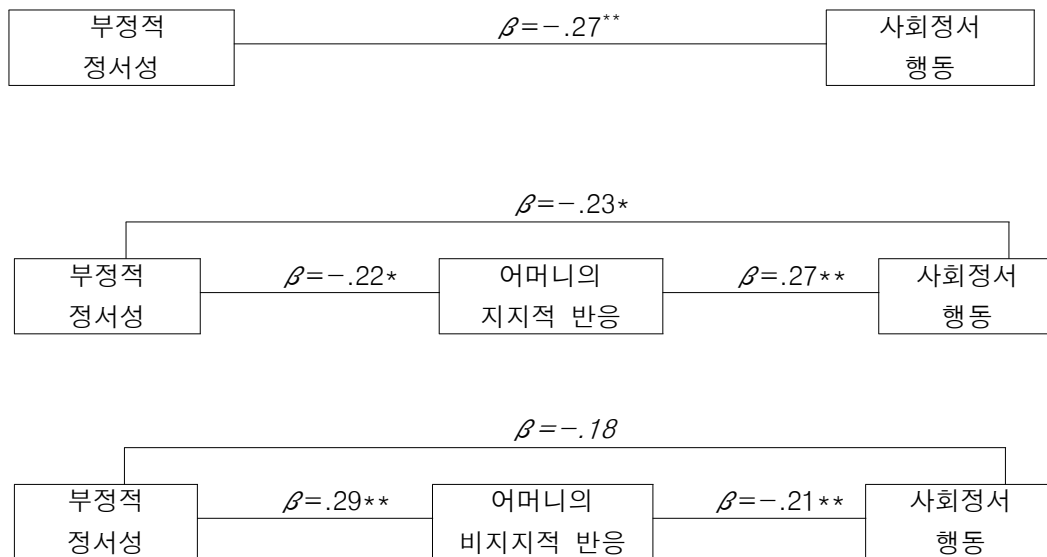 부정적
정서성
β=-.27**
사회정서
행동
β=-.23*
부정적
정서성
β=-.22*
어머니의
지지적 반응
β=.27**
사회정서
행동
β=-.18
부정적
정서성
β=.29**
어머니의
비지지적 반응
β=-.21**
사회정서
행동